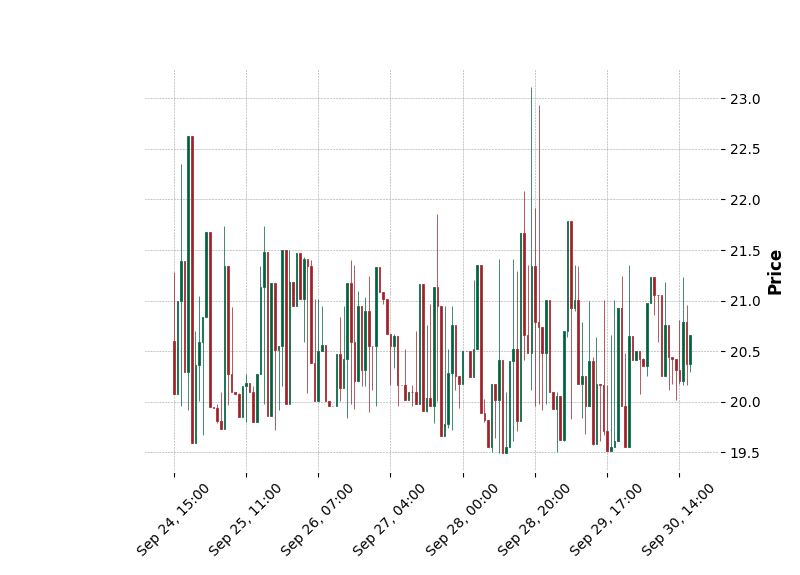 23.0
22.5
22.0
21.5
21.0
20.5
20.0
19.5
Price
Sep 24, 15:00
Sep 25, 11:00
Sep 26, 07:00
Sep 27, 04:00
Sep 28, 00:00
Sep 28, 20:00
Sep 29, 17:00
Sep 30, 14:00